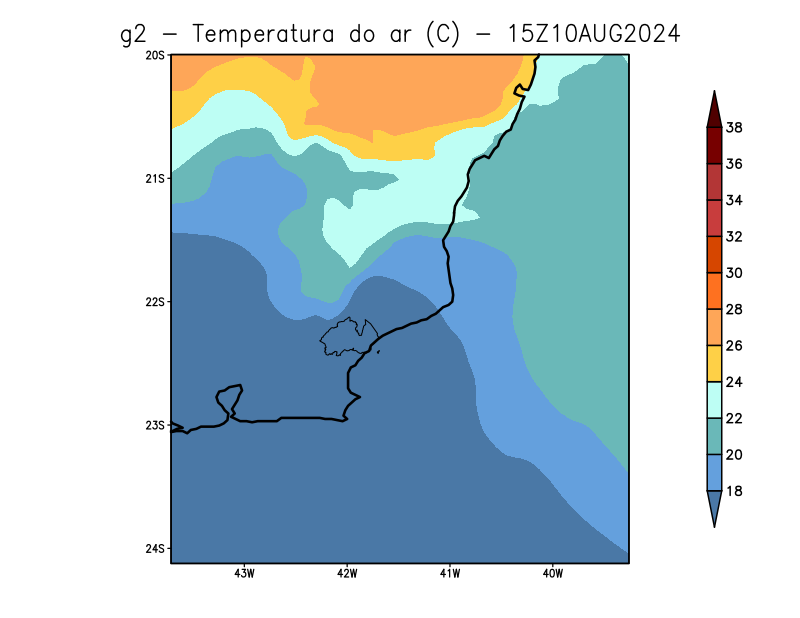 g2 – Temperatura do ar (C) – 15Z10AUG2024
20S
21S
22S
23S
24S
43W
42W
41W
40W
38
36
34
32
30
28
26
24
22
20
18